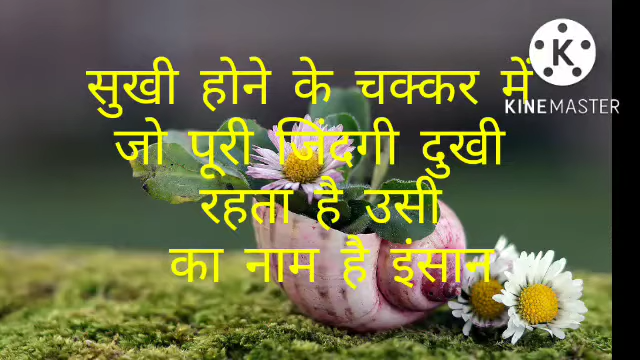 सुखी होने के चक्कर में
जो पूरी जिंदगी दुखी
रहता है उसी
का नाम है इंसान
K
KINEMASTER